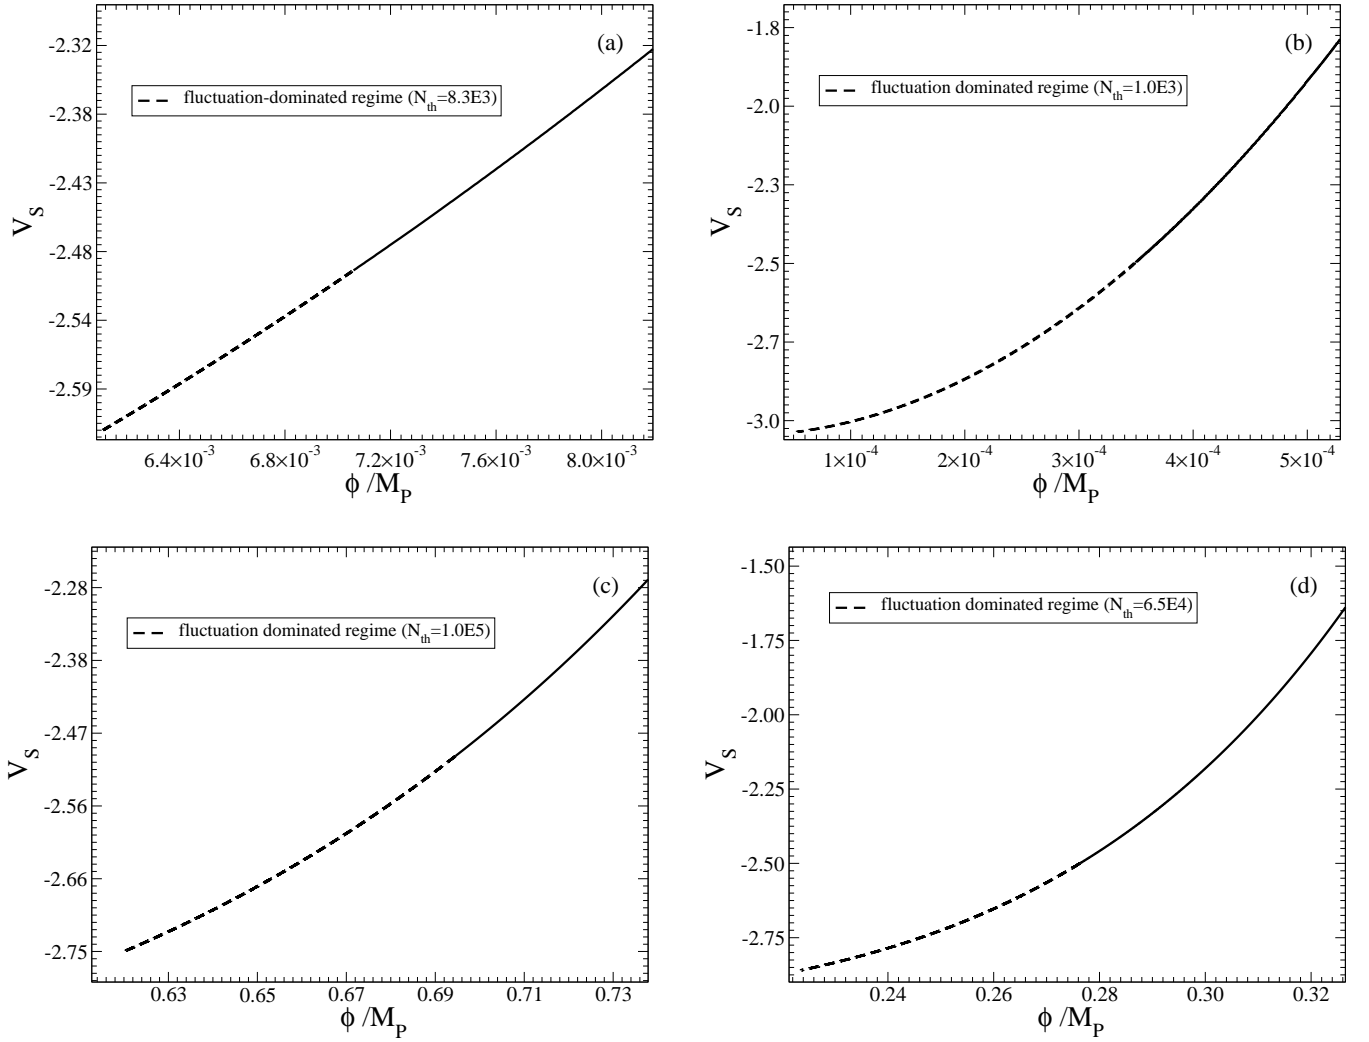 (a)
fluctuation-dominated regime (N_th=8.3E3)
-2.32
-2.38
-2.43
-2.48
-2.54
-2.59
V_S
6.4×10^-3
6.8×10^-3
7.2×10^-3
7.6×10^-3
8.0×10^-3
ϕ /M_P
(b)
fluctuation dominated regime (N_th=1.0E3)
-1.8
-2.0
-2.3
-2.5
-2.7
-3.0
V_S
1×10^-4
2×10^-4
3×10^-4
4×10^-4
5×10^-4
ϕ /M_P
(c)
fluctuation dominated regime (N_th=1.0E5)
-2.28
-2.38
-2.47
-2.56
-2.66
-2.75
V_S
0.63
0.65
0.67
0.69
0.71
0.73
ϕ /M_P
(d)
fluctuation dominated regime (N_th=6.5E4)
-1.50
-1.75
-2.00
-2.25
-2.50
-2.75
V_S
0.24
0.26
0.28
0.30
0.32
ϕ /M_P